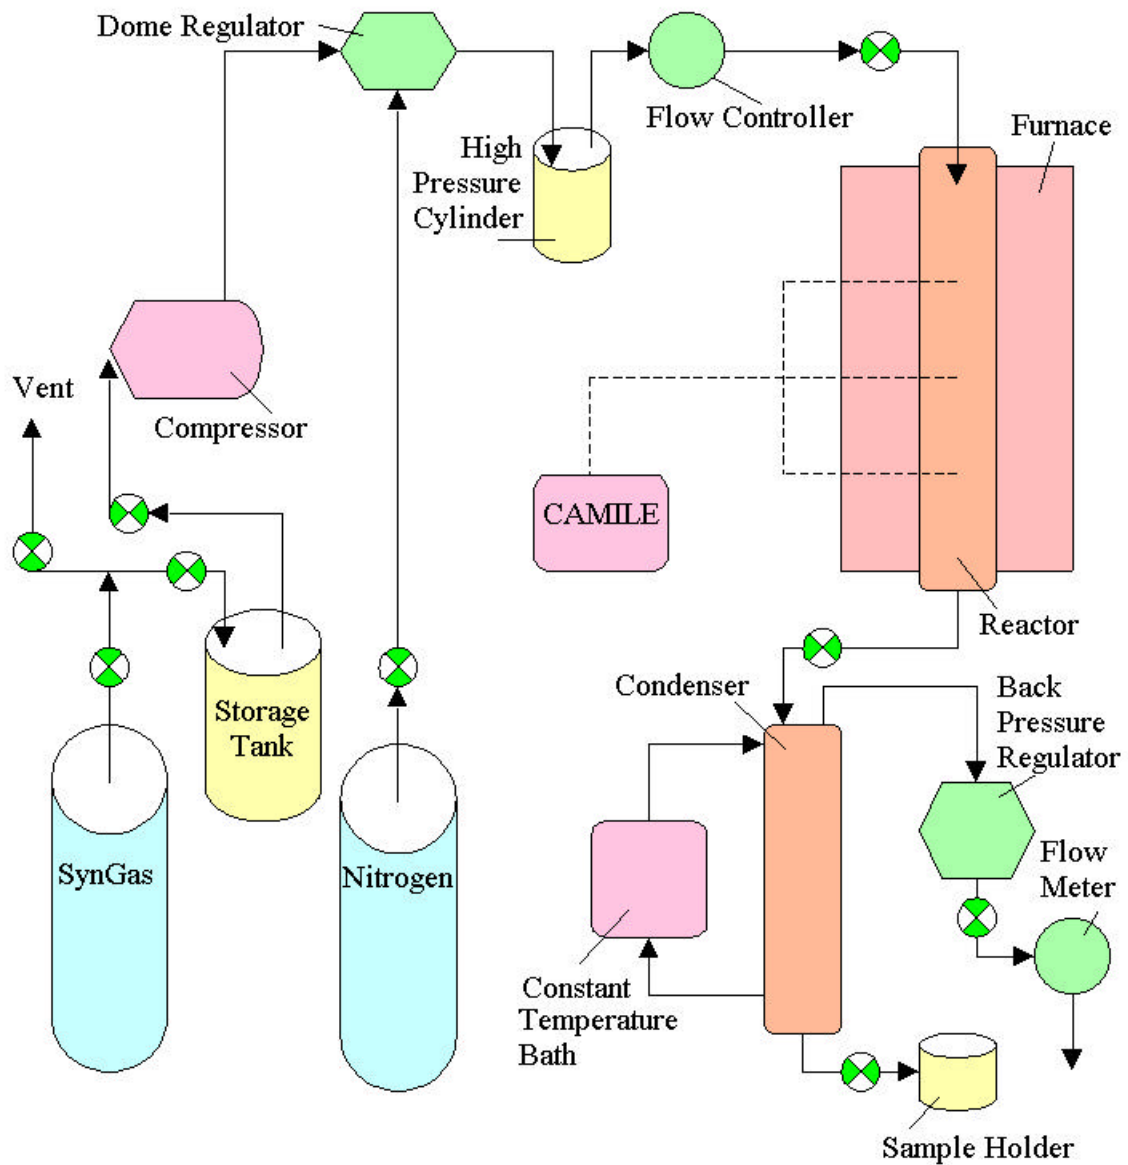 Dome Regulator
Flow Controller
Furnace
High
Pressure
Cylinder
Vent
Compressor
CAMILE
Reactor
Condenser
Back
Pressure
Regulator
Storage
Tank
SynGas
Nitrogen
Flow
Meter
Constant
Temperature
Bath
Sample Holder